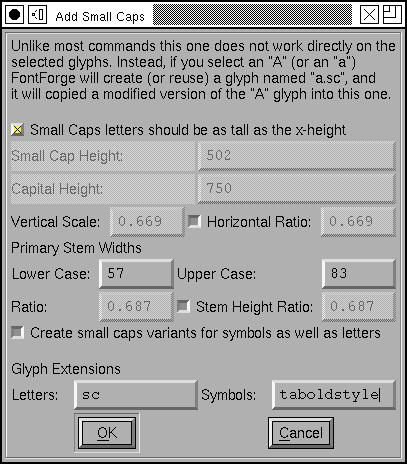 Add Small Caps
Unlike most commands this one does not work directly on the
selected glyphs. Instead, if you select an "A" (or an "a")
FontForge will create (or reuse) a glyph named "a.sc", and
it will copied a modified version of the "A" glyph into this one.
Small Caps letters should be as tall as the x-height
Small Cap Height: 502
Capital Height: 750
Vertical Scale: 0.669 Horizontal Ratio: 0.669
Primary Stem Widths
Lower Case: 57 Upper Case: 83
Ratio: 0.687 Stem Height Ratio: 0.687
Create small caps variants for symbols as well as letters
Glyph Extensions
Letters: sc Symbols: taboldstyle
OK Cancel